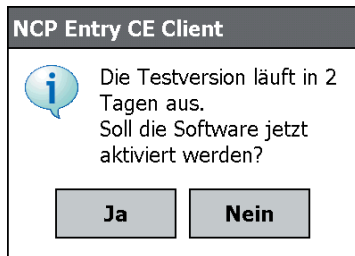 NCP Entry CE Client
Die Testversion läuft in 2
Tagen aus.
Soll die Software jetzt
aktiviert werden?
Ja
Nein